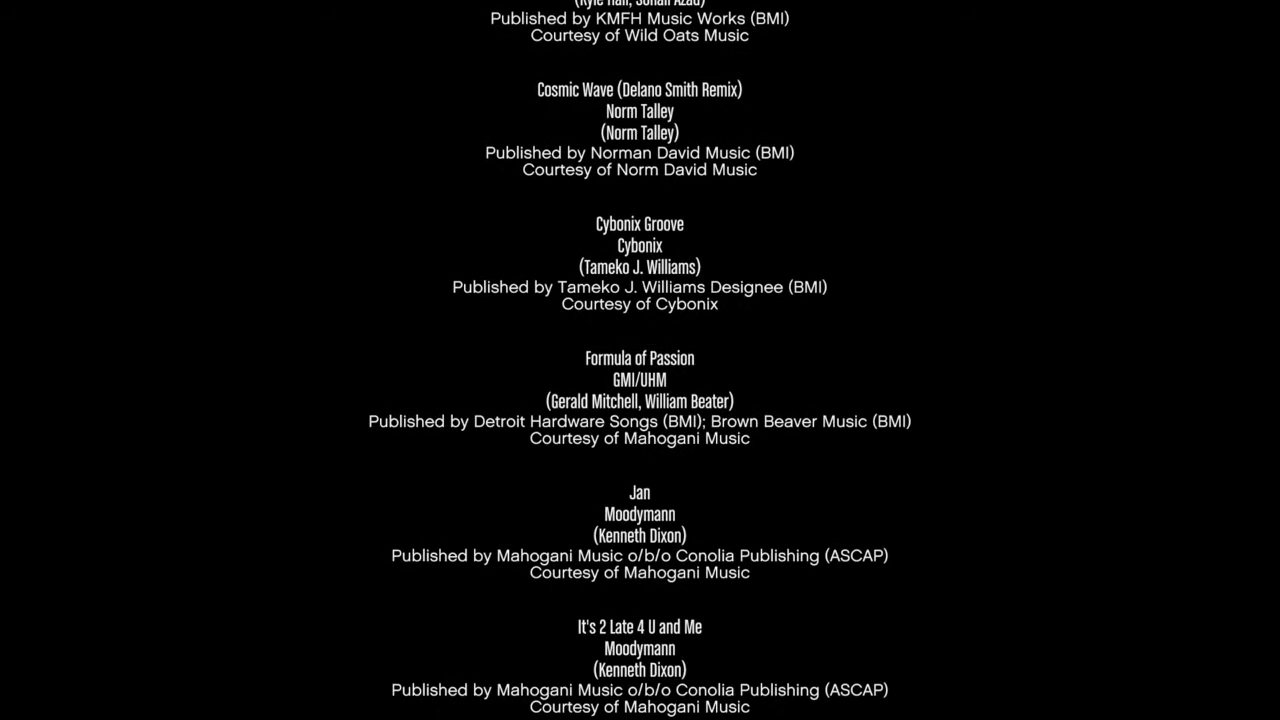 (Kyle Hall, Sohail Azad)
Published by KMFH Music Works (BMI)
Courtesy of Wild Oats Music
Cosmic Wave (Delano Smith Remix)
Norm Talley
(Norm Talley)
Published by Norman David Music (BMI)
Courtesy of Norm David Music
Cybonix Groove
Cybonix
(Tameko J. Williams)
Published by Tameko J. Williams Designee (BMI)
Courtesy of Cybonix
Formula of Passion
GMI/UHM
(Gerald Mitchell, William Beater)
Published by Detroit Hardware Songs (BMI); Brown Beaver Music (BMI)
Courtesy of Mahogani Music
Jan
Moodymann
(Kenneth Dixon)
Published by Mahogani Music o/b/o Conolia Publishing (ASCAP)
Courtesy of Mahogani Music
It's 2 Late 4 U and Me
Moodymann
(Kenneth Dixon)
Published by Mahogani Music o/b/o Conolia Publishing (ASCAP)
Courtesy of Mahogani Music